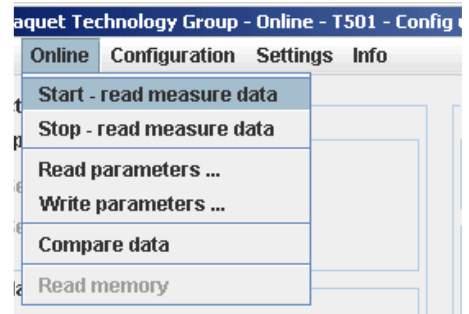 aquet Technology Group - Online - T501 - Config
Online Configuration Settings Info
Start - read measure data
Stop - read measure data
Read parameters ...
Write parameters ...
Compare data
Read memory